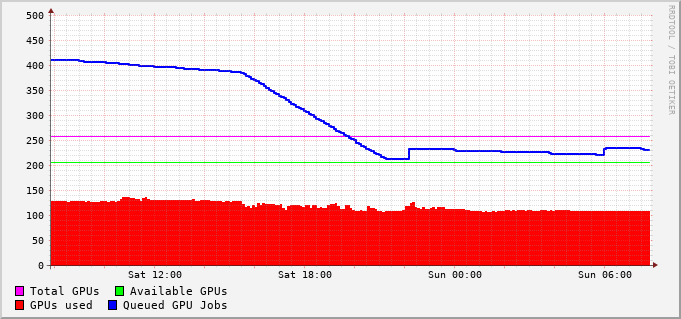 500
450
400
350
300
250
200
150
100
50
0
Sat 12:00 Sat 18:00 Sun 00:00 Sun 06:00
Total GPUs Available GPUs
GPUs used Queued GPU Jobs
RRDTOOL / TOBI OETIKER